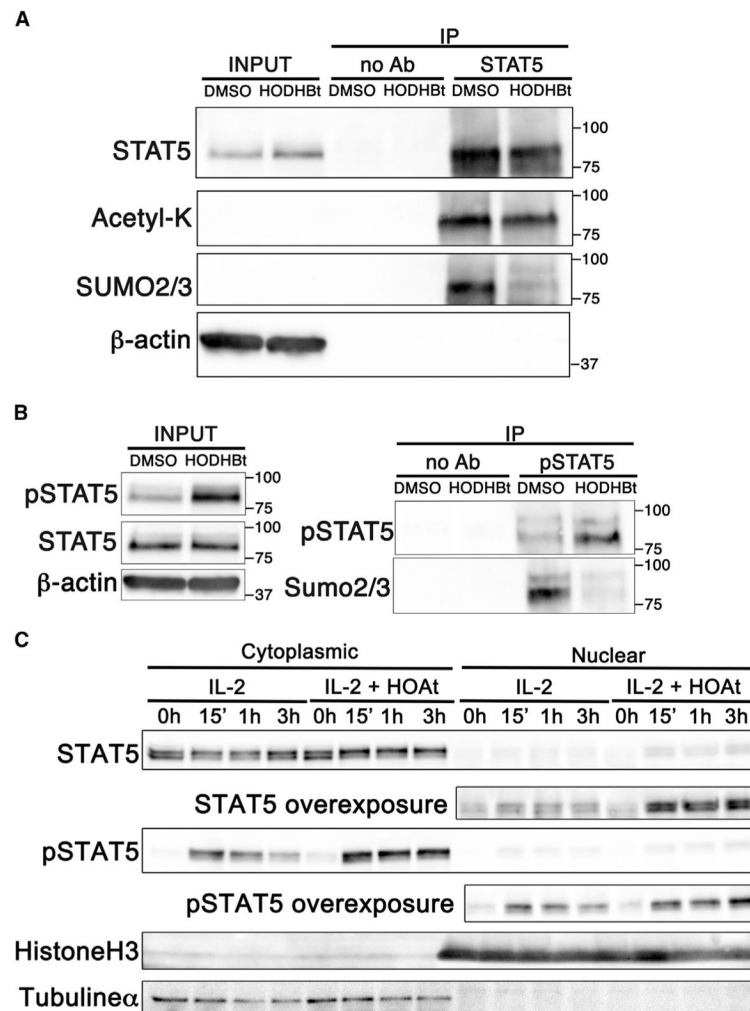 A
IP
INPUT no Ab STAT5
DMSO HODHBt DMSO HODHBt DMSO HODHBt
STAT5
100
75
Acetyl-K
100
75
SUMO2/3
100
75
β-actin
37
B
INPUT
DMSO HODHBt
pSTAT5
100
75
STAT5
100
75
β-actin
37
IP
no Ab pSTAT5
DMSO HODHBt DMSO HODHBt
pSTAT5
100
75
Sumo2/3
100
75
C
Cytoplasmic Nuclear
IL-2 IL-2 + HOAt IL-2 IL-2 + HOAt
0h 15’ 1h 3h 0h 15’ 1h 3h 0h 15’ 1h 3h 0h 15’ 1h 3h
STAT5
STAT5 overexposure
pSTAT5
pSTAT5 overexposure
HistoneH3
Tubulineα